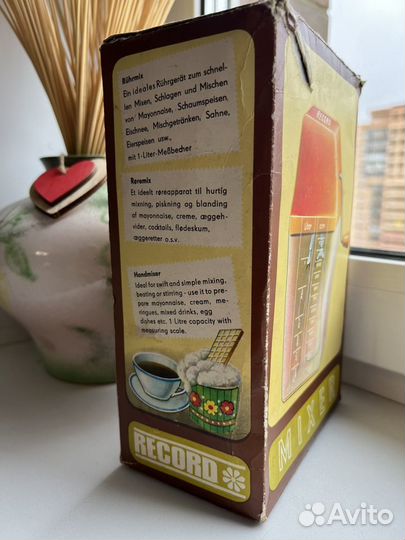 Rührmix
Ein ideales Rührgerät zum schnel-
len Mixen, Schlagen und Mischen
von Mayonnaise, Schaumspeisen,
Eischnee, Mischgetränken, Sahne,
Eierspeisen usw.,
mit 1-Liter-Meßbecher
Røremix
Et ideelt røreapparat til hurtig
mixning, piskning og blanding
af mayonnaise, creme, æggeh-
vider, cocktails, flødeskum,
æggeretter o.s.v.
Handmixer
Ideal for swift and simple mixing,
beating or stirring - use it to pre-
pare mayonnaise, cream, me-
ringues, mixed drinks, egg
dishes etc. 1 Litre capacity with
measuring scale.
RECORD
RECORD
MIXER
Avito